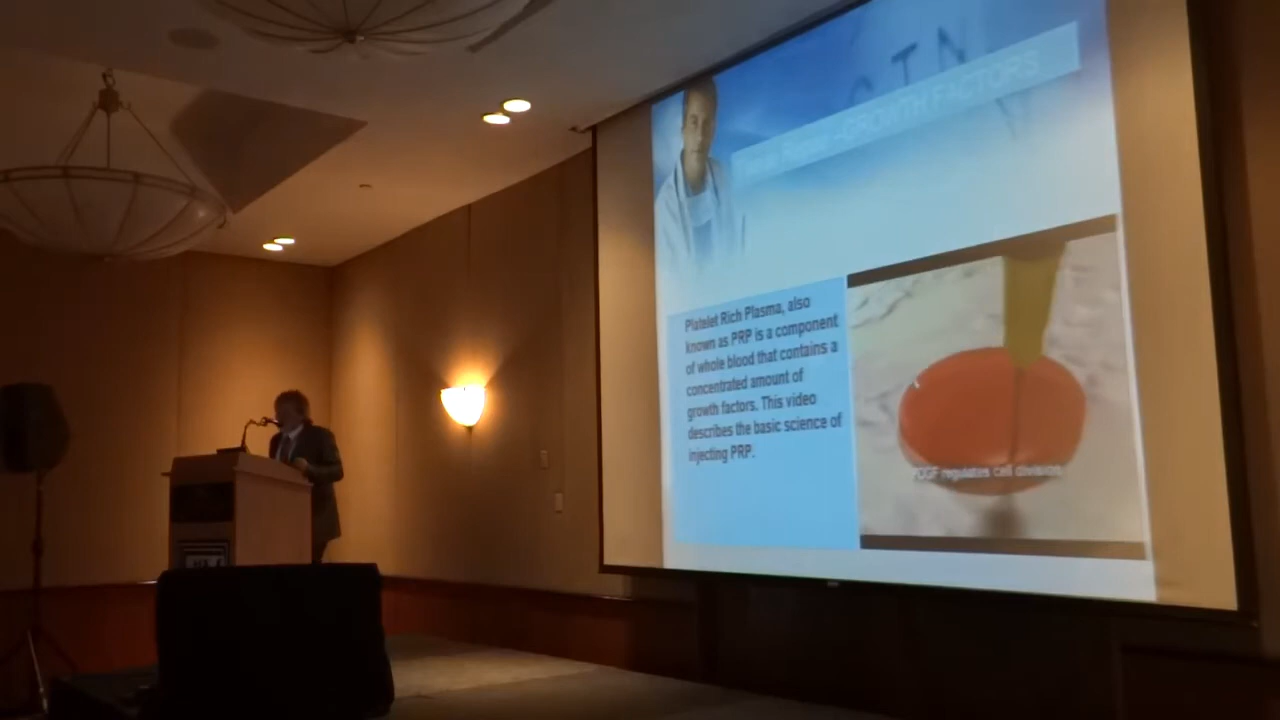 GROWTH FACTORS
Platelet Rich Plasma, also
known as PRP is a component
of whole blood that contains a
concentrated amount of
growth factors. This video
describes the basic science of
injecting PRP.
regulates cell division